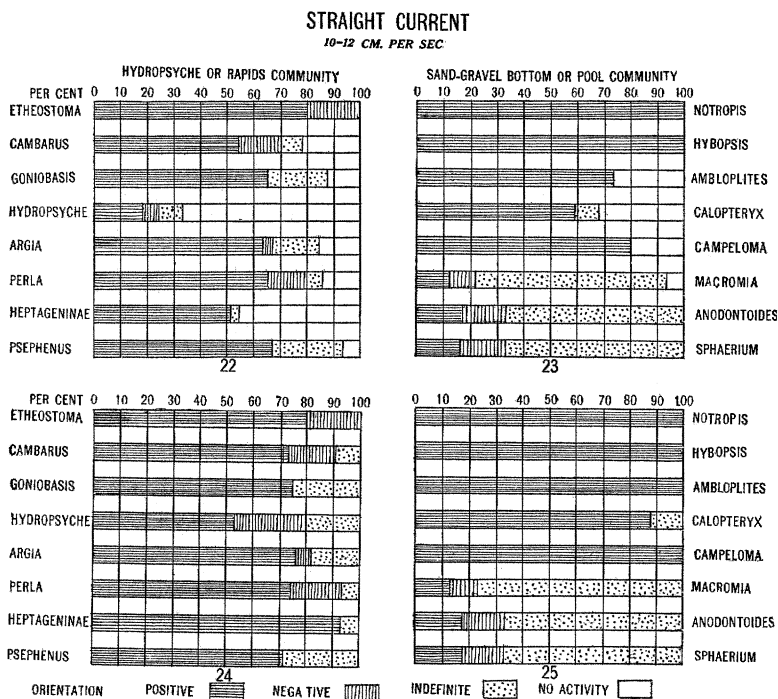 STRAIGHT CURRENT
10-12 CM. PER SEC
HYDROPSYCHE OR RAPIDS COMMUNITY
PER CENT 0 10 20 30 40 50 60 70 80 90 100
ETHEOSTOMA
CAMBARUS
GONIOBASIS
HYDROPSYCHE
ARGIA
PERLA
HEPTAGENINAE
PSEPHENUS
22
SAND-GRAVEL BOTTOM OR POOL COMMUNITY
0 10 20 30 40 50 60 70 80 90 100
NOTROPIS
HYBOPSIS
AMBLOPLITES
CALOPTERYX
CAMPELOMA
MACROMIA
ANODONTOIDES
SPHAERIUM
23
PER CENT 0 10 20 30 40 50 60 70 80 90 100
ETHEOSTOMA
CAMBARUS
GONIOBASIS
HYDROPSYCHE
ARGIA
PERLA
HEPTAGENINAE
PSEPHENUS
24
0 10 20 30 40 50 60 70 80 90 100
NOTROPIS
HYBOPSIS
AMBLOPLITES
CALOPTERYX
CAMPELOMA
MACROMIA
ANODONTOIDES
SPHAERIUM
25
ORIENTATION POSITIVE NEGATIVE INDEFINITE NO ACTIVITY